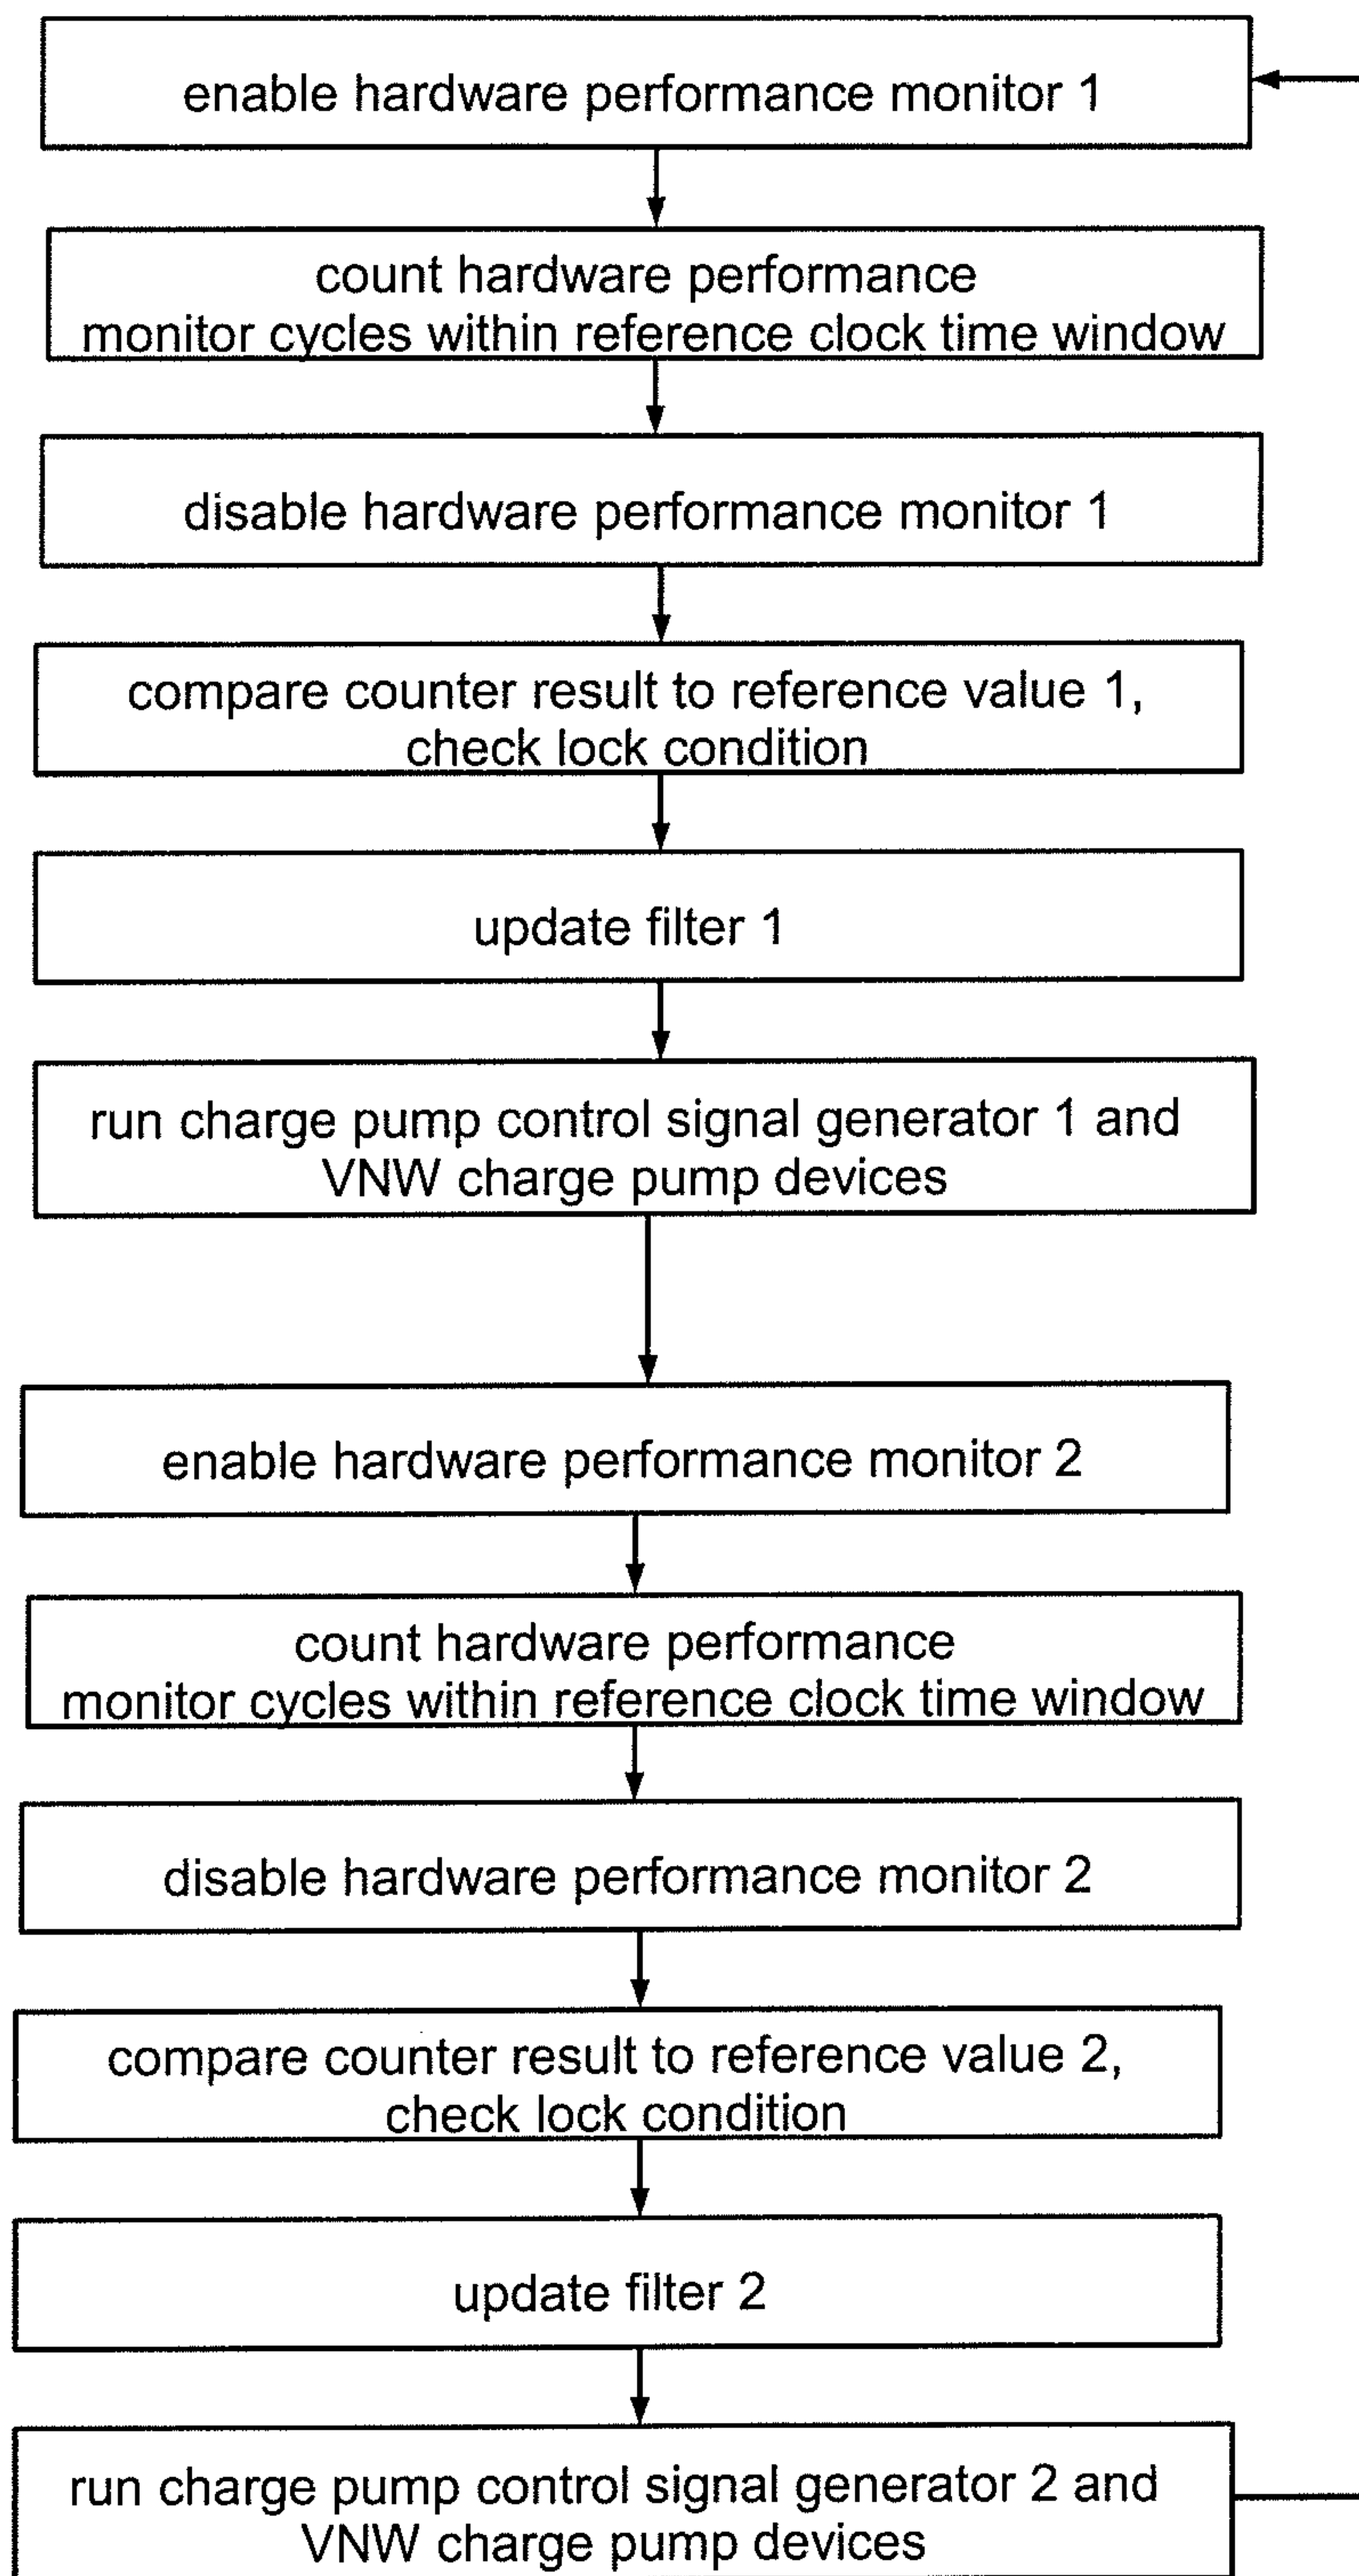 enable hardware performance monitor 1
count hardware performance
monitor cycles within reference clock time window
disable hardware performance monitor 1
compare counter result to reference value 1,
check lock condition
update filter 1
run charge pump control signal generator 1 and
VNW charge pump devices
enable hardware performance monitor 2
count hardware performance
monitor cycles within reference clock time window
disable hardware performance monitor 2
compare counter result to reference value 2,
check lock condition
update filter 2
run charge pump control signal generator 2 and
VNW charge pump devices